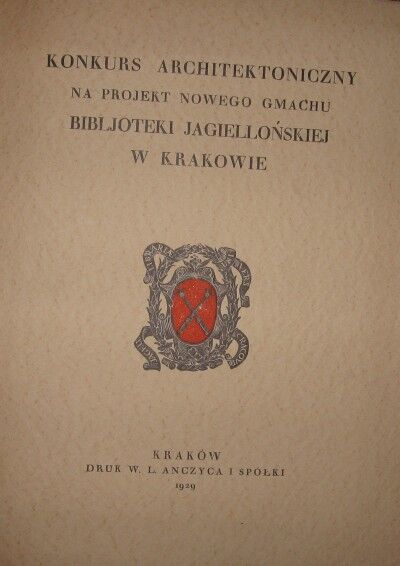 KONKURS ARCHITEKTONICZNY
NA PROJEKT NOWEGO GMACHU
BIBLJOTEKI JAGIELLOŃSKIEJ
W KRAKOWIE
KRAKÓW
DRUK W. L. ANCZYCA I SPÓŁKI
1929